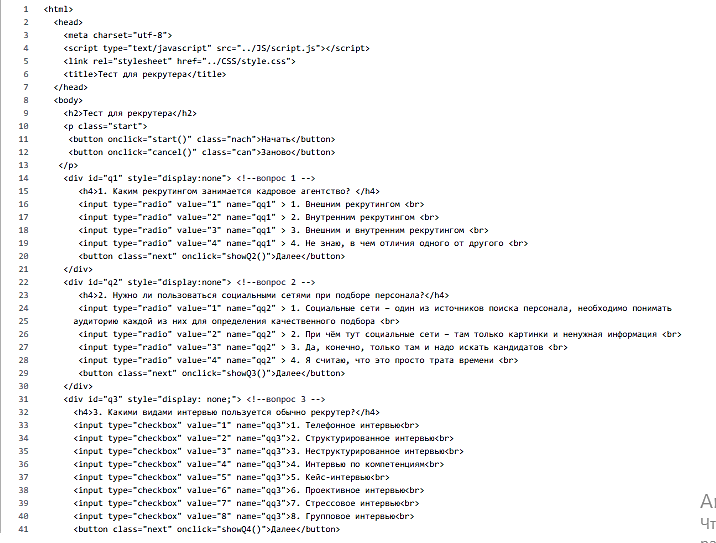 1 <html>
2 <head>
3 <meta charset="utf-8">
4 <script type="text/javascript" src="../JS/script.js"></script>
5 <link rel="stylesheet" href="../CSS/style.css">
6 <title>Тест для рекрутера</title>
7 </head>
8 <body>
9 <h2>Тест для рекрутера</h2>
10 <p class="start">
11 <button onclick="start()" class="nach">Начать</button>
12 <button onclick="cancel()" class="can">Заново</button>
13 </p>
14 <div id="q1" style="display:none"> <!--вопрос 1 -->
15 <h4>1. Каким рекрутингом занимается кадровое агентство? </h4>
16 <input type="radio" value="1" name="qq1" > 1. Внешним рекрутингом <br>
17 <input type="radio" value="2" name="qq1" > 2. Внутренним рекрутингом <br>
18 <input type="radio" value="3" name="qq1" > 3. Внешним и внутренним рекрутингом <br>
19 <input type="radio" value="4" name="qq1" > 4. Не знаю, в чем отличия одного от другого <br>
20 <button class="next" onclick="showQ2()">Далее</button>
21 </div>
22 <div id="q2" style="display:none"> <!--вопрос 2 -->
23 <h4>2. Нужно ли пользоваться социальными сетями при подборе персонала?</h4>
24 <input type="radio" value="1" name="qq2" > 1. Социальные сети – один из источников поиска персонала, необходимо понимать
25 аудиторию каждой из них для определения качественного подбора <br>
26 <input type="radio" value="2" name="qq2" > 2. При чём тут социальные сети – там только картинки и ненужная информация <br>
27 <input type="radio" value="3" name="qq2" > 3. Да, конечно, только там и надо искать кандидатов <br>
28 <input type="radio" value="4" name="qq2" > 4. Я считаю, что это просто трата времени <br>
29 <button class="next" onclick="showQ3()">Далее</button>
30 </div>
31 <div id="q3" style="display: none;"> <!--вопрос 3 -->
32 <h4>3. Какими видами интервью пользуется обычно рекрутер?</h4>
33 <input type="checkbox" value="1" name="qq3">1. Телефонное интервью<br>
34 <input type="checkbox" value="2" name="qq3">2. Структурированное интервью<br>
35 <input type="checkbox" value="3" name="qq3">3. Неструктурированное интервью<br>
36 <input type="checkbox" value="4" name="qq3">4. Интервью по компетенциям<br>
37 <input type="checkbox" value="5" name="qq3">5. Кейс-интервью<br>
38 <input type="checkbox" value="6" name="qq3">6. Проективное интервью<br>
39 <input type="checkbox" value="7" name="qq3">7. Стрессовое интервью<br>
40 <input type="checkbox" value="8" name="qq3">8. Групповое интервью<br>
41 <button class="next" onclick="showQ4()">Далее</button>